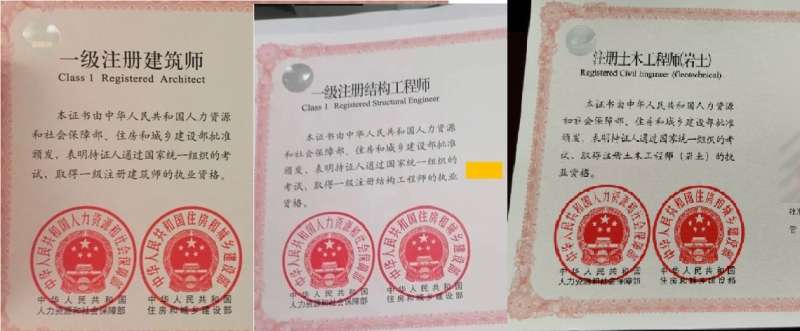 一级注册建筑师
Class 1 Registered Architect
本证书由中华人民共和国人力资源
和社会保障部、住房和城乡建设部批准
颁发，表明持证人通过国家统一组织的考
试，取得一级注册建筑师的执业资格。
中华人民共和国人力资源和社会保障部
中华人民共和国住房和城乡建设部
中华人民共和国
人力资源和社会保障部
中华人民共和国
住房和城乡建设部
一级注册结构工程师
Class 1 Registered Structural Engineer
本证书由中华人民共和国人力资源
和社会保障部、住房和城乡建设部批准
颁发，表明持证人通过国家统一组织的
考试，取得一级注册结构工程师的执业
资格。
中华人民共和国人力资源和社会保障部
中华人民共和国住房和城乡建设部
中华人民共和国
人力资源和社会保障部
中华人民共和国
住房和城乡建设部
注册土木工程师(岩土)
Registered Civil Engineer (Geotechnical)
本证书由中华人民共和国人力资源
和社会保障部、住房和城乡建设部批准
颁发，表明持证人通过国家统一组织的考
试，取得注册土木工程师（岩土）的执
业资格。
中华人民共和国人力资源和社会保障部
中华人民共和国住房和城乡建设部
中华人民共和国
人力资源和社会保障部
中华人民共和国
住房和城乡建设部